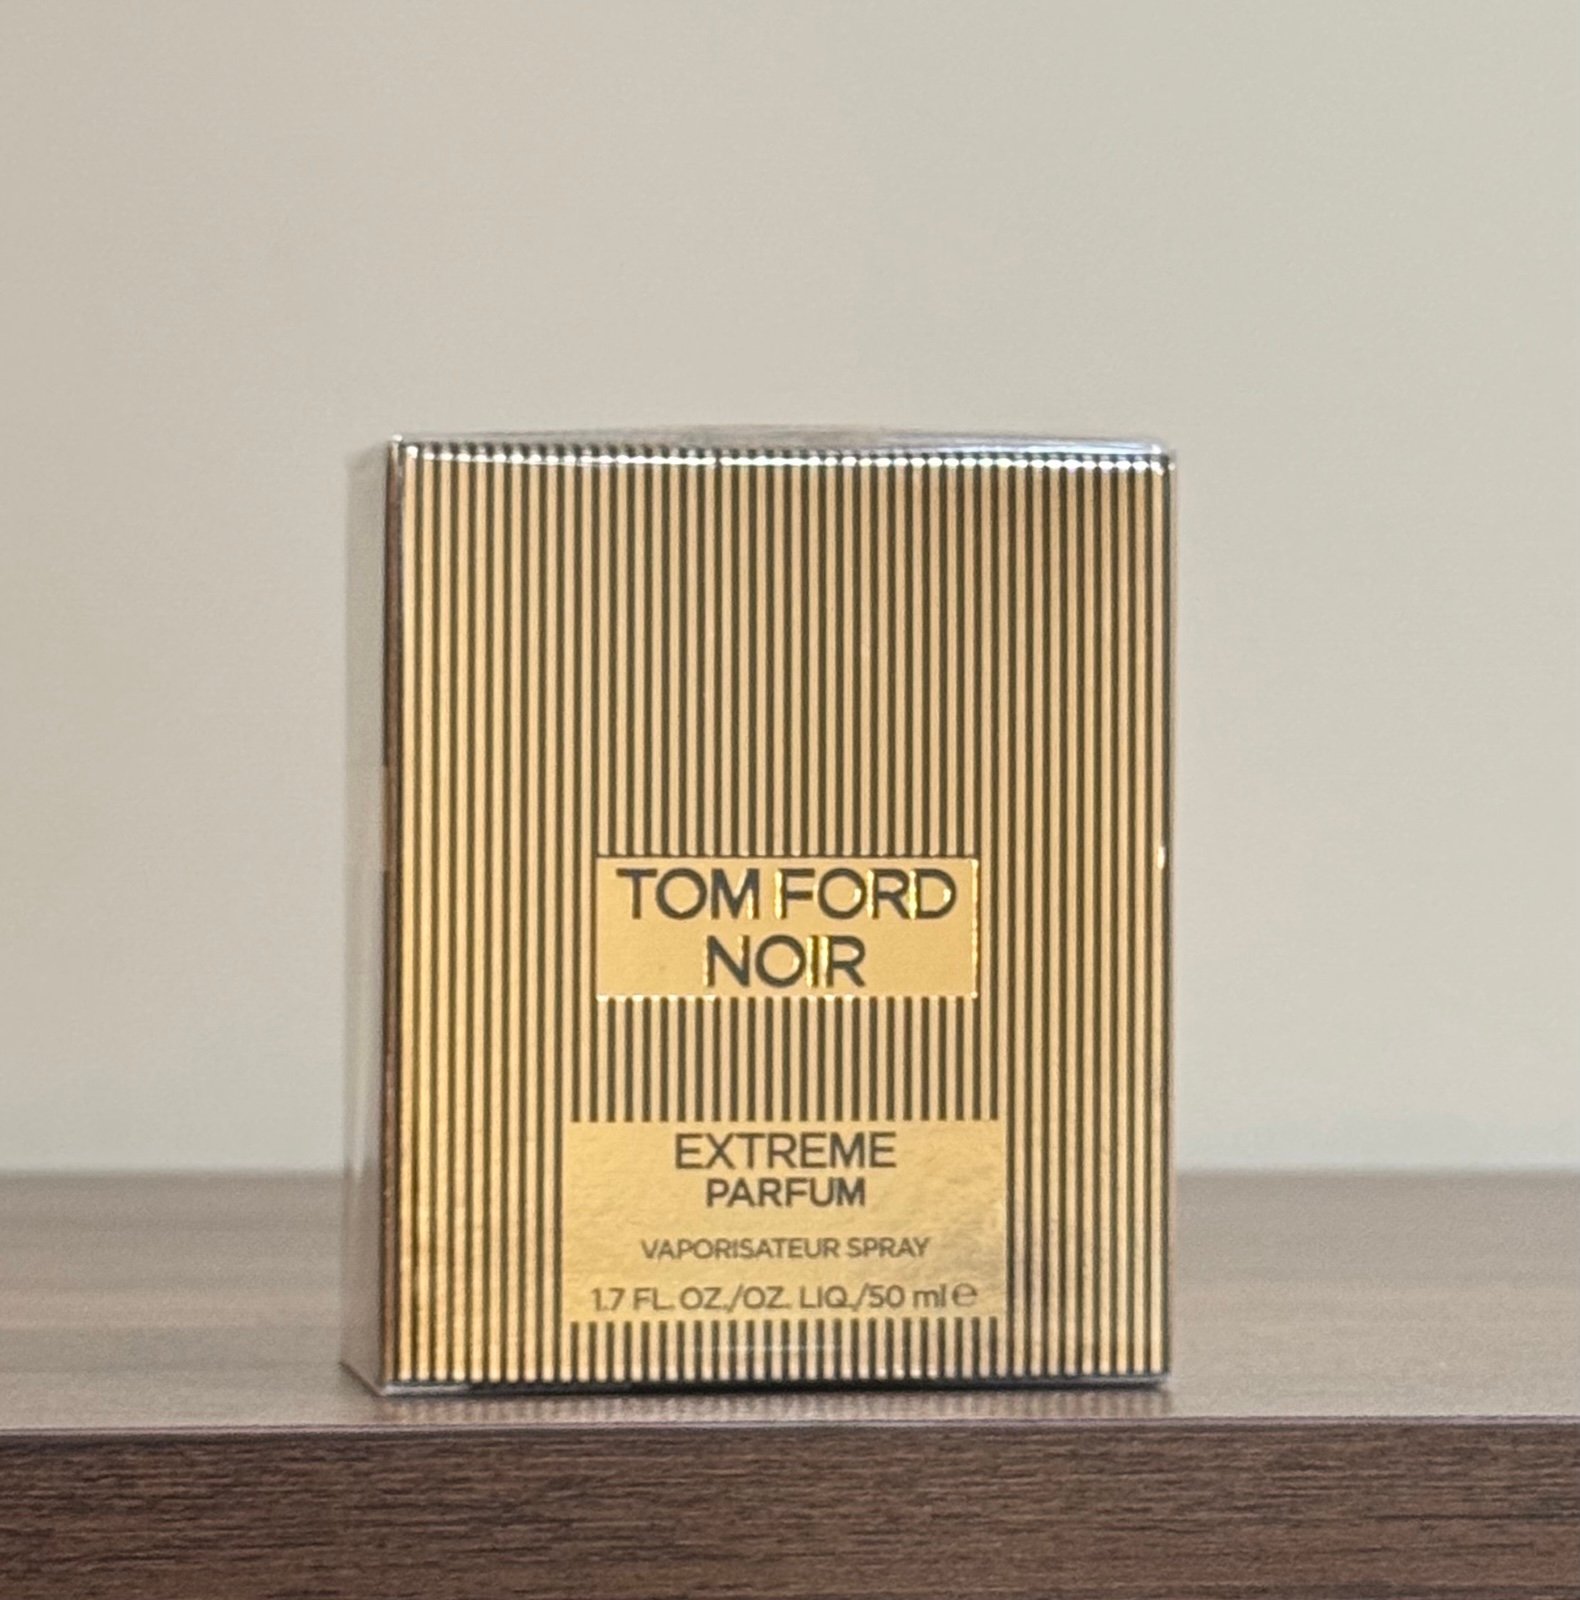 TOM FORD
NOIR
EXTREME
PARFUM
VAPORISATEUR SPRAY
1.7 FL. OZ./OZ. LIQ./50 ml ℮